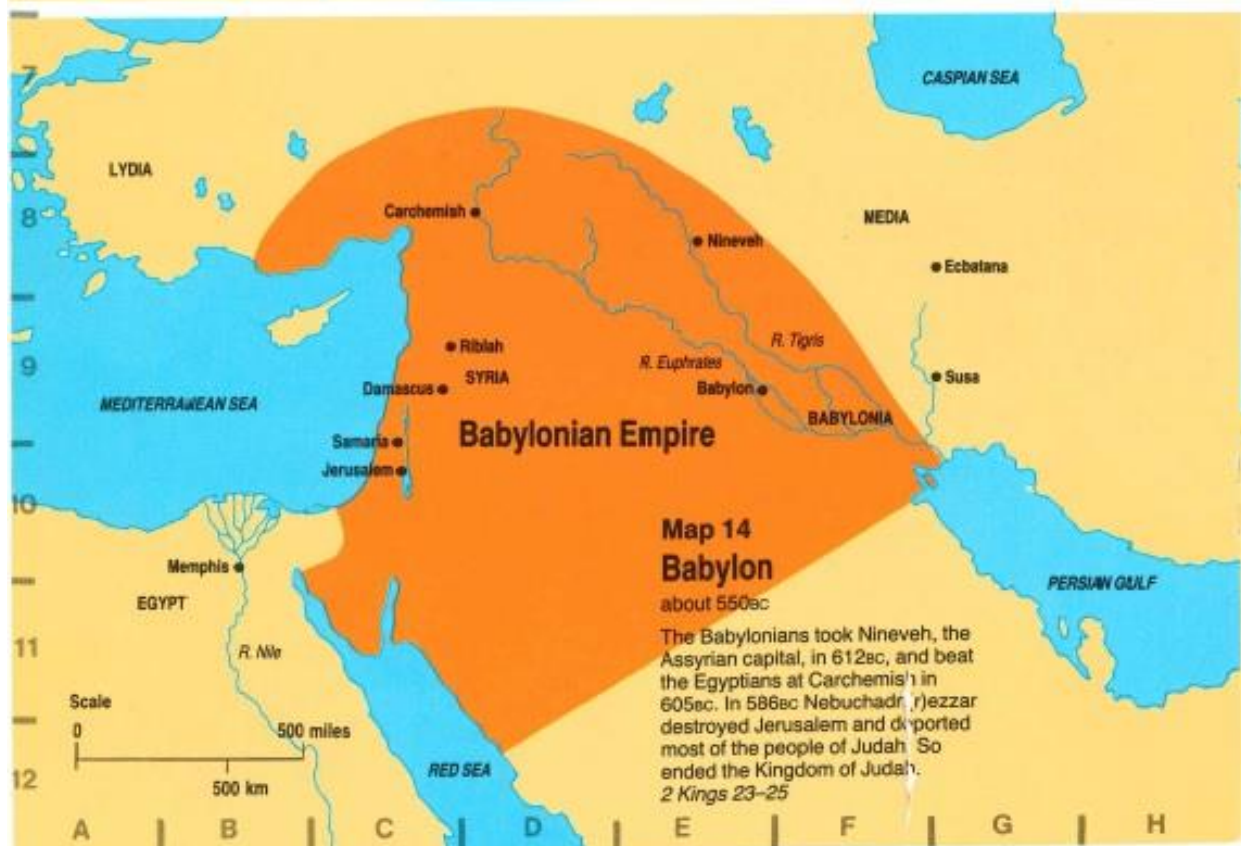 7
CASPIAN SEA
LYDIA
8
Carchemish
MEDIA
Nineveh
Ecbatana
9
Riblah
R. Tigris
R. Euphrates
SYRIA
Susa
Damascus
Babylon
MEDITERRANEAN SEA
BABYLONIA
Babylonian Empire
Samaria
Jerusalem
10
Map 14
Babylon
about 550BC
The Babylonians took Nineveh, the
Assyrian capital, in 612BC, and beat
the Egyptians at Carchemish in
605BC. In 586BC Nebuchadn(r)ezzar
destroyed Jerusalem and deported
most of the people of Judah. So
ended the Kingdom of Judah.
2 Kings 23–25
Memphis
EGYPT
PERSIAN GULF
11
R. Nile
Scale
0 500 miles
500 km
RED SEA
12
A B C D E F G H